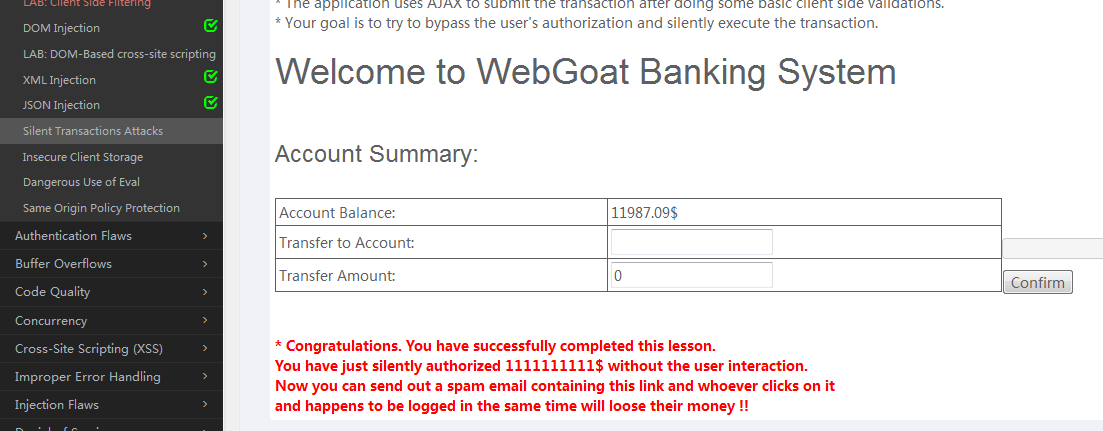 LAB: Client Side Filtering
DOM Injection
LAB: DOM-Based cross-site scripting
XML Injection
JSON Injection
Silent Transactions Attacks
Insecure Client Storage
Dangerous Use of Eval
Same Origin Policy Protection
Authentication Flaws
Buffer Overflows
Code Quality
Concurrency
Cross-Site Scripting (XSS)
Improper Error Handling
Injection Flaws
* The application uses AJAX to submit the transaction after doing some basic client side validations.
* Your goal is to try to bypass the user's authorization and silently execute the transaction.
Welcome to WebGoat Banking System
Account Summary:
Account Balance: 11987.09$
Transfer to Account:
Transfer Amount: 0
Confirm
* Congratulations. You have successfully completed this lesson.
You have just silently authorized 1111111111$ without the user interaction.
Now you can send out a spam email containing this link and whoever clicks on it
and happens to be logged in the same time will loose their money !!